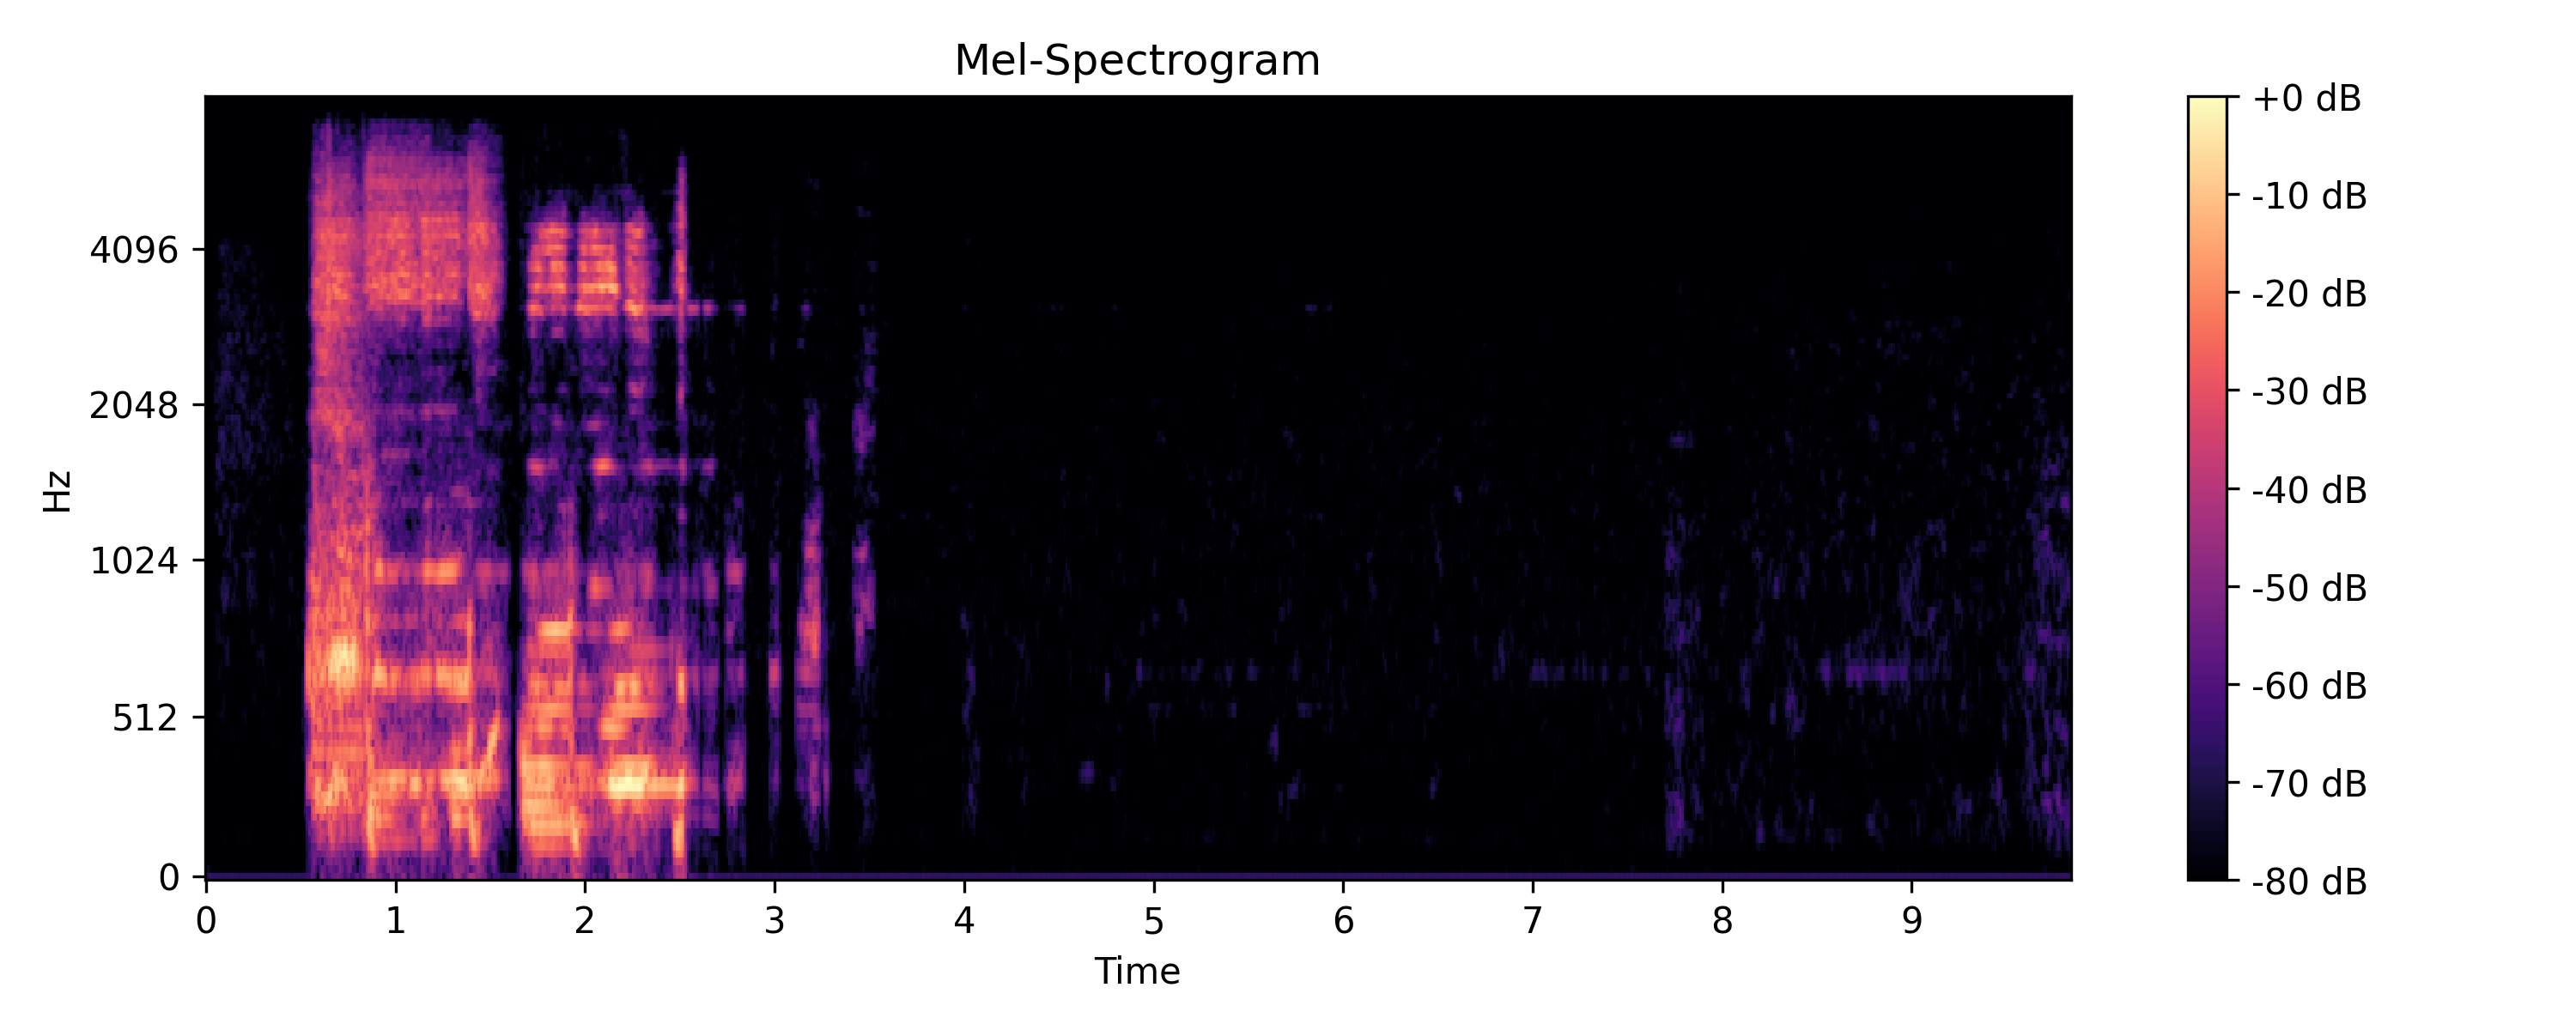 Mel-Spectrogram
Hz
4096
2048
1024
512
0
0 1 2 3 4 5 6 7 8 9
Time
+0 dB
-10 dB
-20 dB
-30 dB
-40 dB
-50 dB
-60 dB
-70 dB
-80 dB